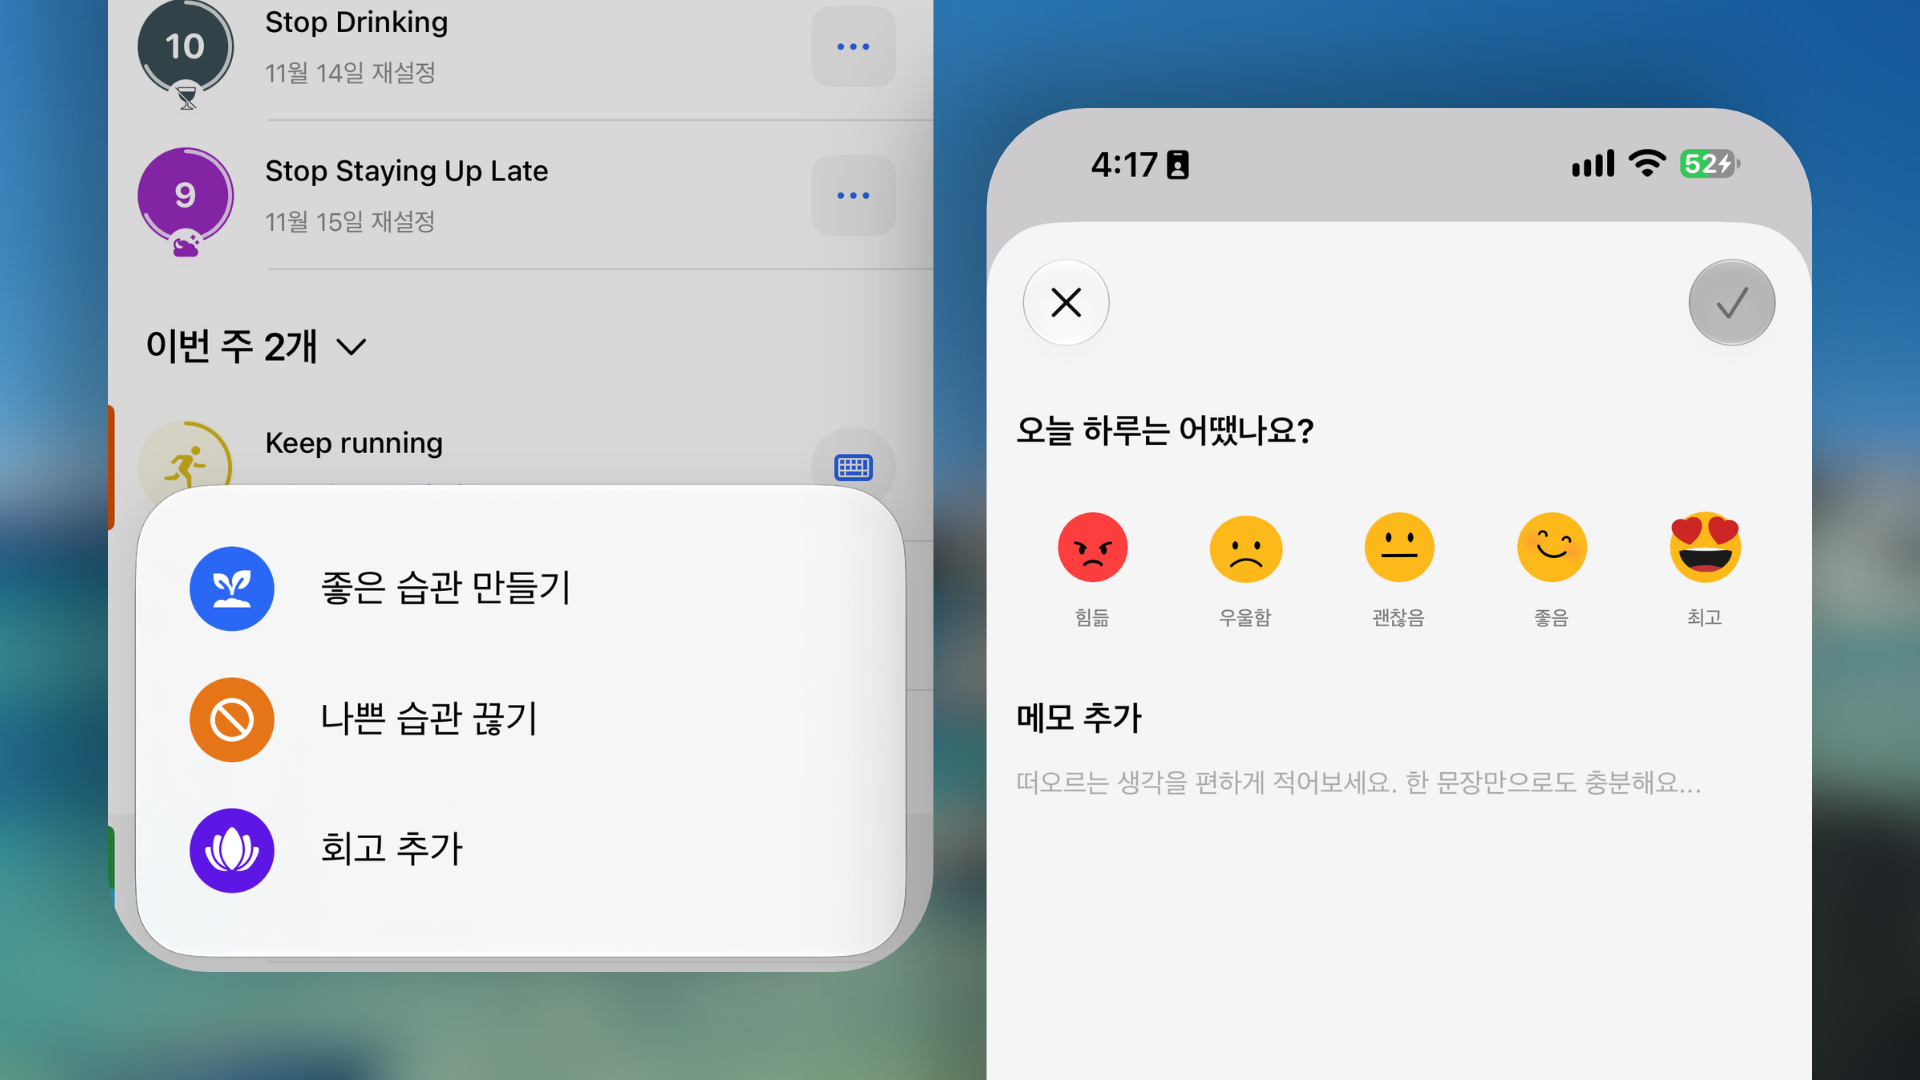 10
Stop Drinking
11월 14일 재설정
9
Stop Staying Up Late
11월 15일 재설정
이번 주 2개
Keep running
좋은 습관 만들기
나쁜 습관 끊기
회고 추가
4:17
52
오늘 하루는 어땠나요?
힘듦
우울함
괜찮음
좋음
최고
메모 추가
떠오르는 생각을 편하게 적어보세요. 한 문장만으로도 충분해요...